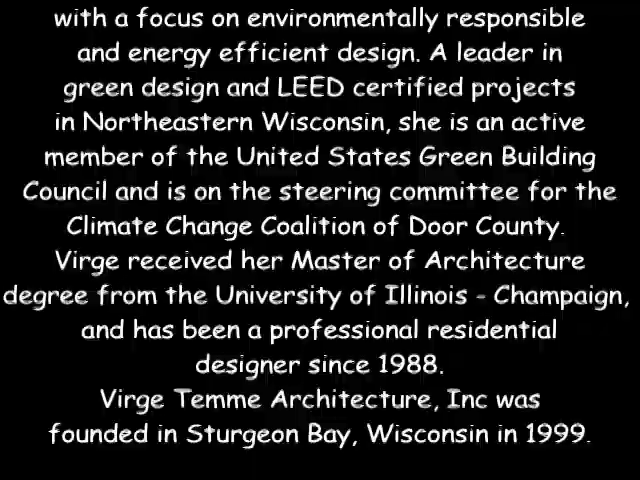 with a focus on environmentally responsible
and energy efficient design. A leader in
green design and LEED certified projects
in Northeastern Wisconsin, she is an active
member of the United States Green Building
Council and is on the steering committee for the
Climate Change Coalition of Door County.
Virge received her Master of Architecture
degree from the University of Illinois - Champaign,
and has been a professional residential
designer since 1988.
Virge Temme Architecture, Inc was
founded in Sturgeon Bay, Wisconsin in 1999.